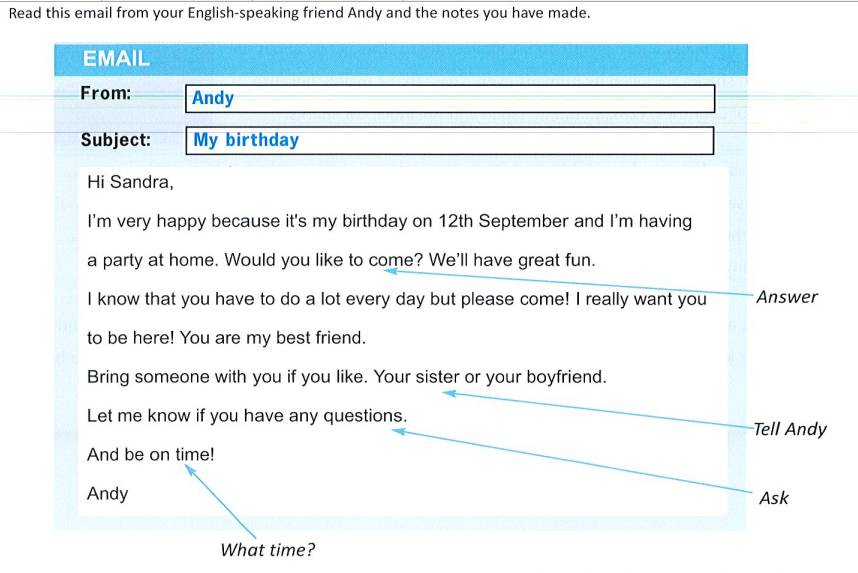 Read this email from your English-speaking friend Andy and the notes you have made.
EMAIL
From: Andy
Subject: My birthday
Hi Sandra,
I'm very happy because it's my birthday on 12th September and I'm having
a party at home. Would you like to come? We'll have great fun.
Answer
I know that you have to do a lot every day but please come! I really want you
to be here! You are my best friend.
Bring someone with you if you like. Your sister or your boyfriend.
Tell Andy
Let me know if you have any questions.
Ask
And be on time!
What time?
Andy